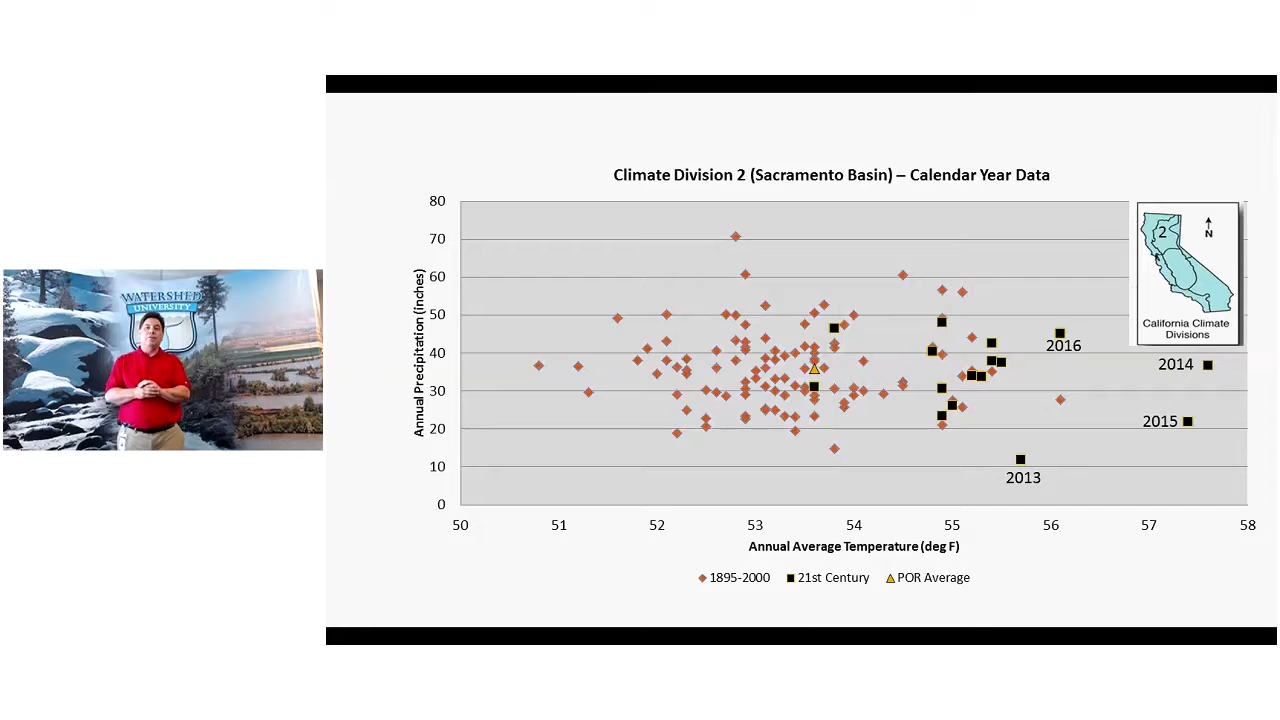 WATERSHED
UNIVERSITY
Climate Division 2 (Sacramento Basin) – Calendar Year Data
Annual Precipitation (inches)
80
70
60
50
40
30
20
10
0
2
N
California Climate
Divisions
2016
2014
2015
2013
50 51 52 53 54 55 56 57 58
Annual Average Temperature (deg F)
1895-2000 21st Century POR Average